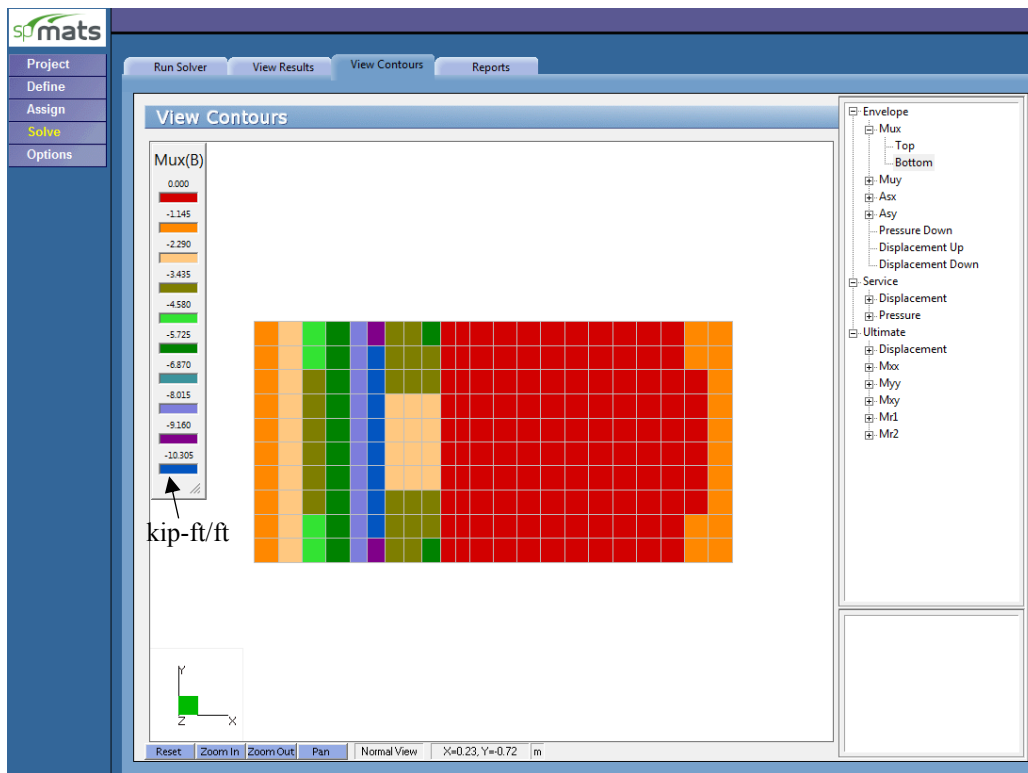 spmats
Project
Define
Assign
Solve
Options
Run Solver View Results View Contours Reports
View Contours
Mux(B)
0.000
-1.145
-2.290
-3.435
-4.580
-5.725
-6.870
-8.015
-9.160
-10.305
kip-ft/ft
Y
Z X
Envelope
Mux
Top
Bottom
Muy
Asx
Asy
Pressure Down
Displacement Up
Displacement Down
Service
Displacement
Pressure
Ultimate
Displacement
Mxx
Myy
Mxy
Mr1
Mr2
Reset Zoom In Zoom Out Pan Normal View X=0.23, Y=-0.72 m